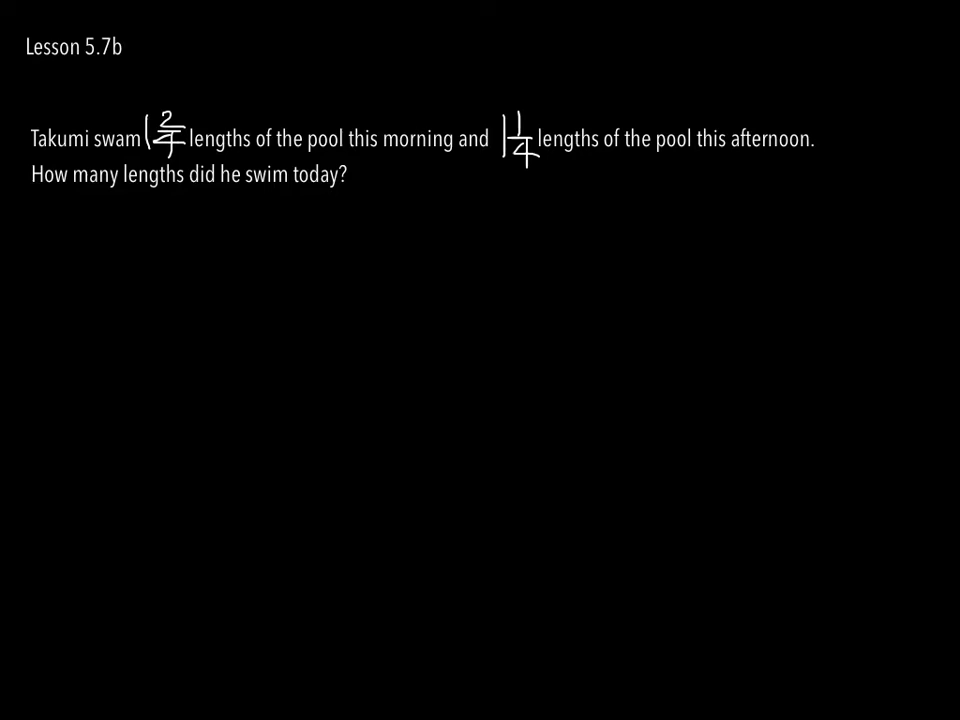 Lesson 5.7b
Takumi swam 1 2/4 lengths of the pool this morning and 1 1/4 lengths of the pool this afternoon.
How many lengths did he swim today?